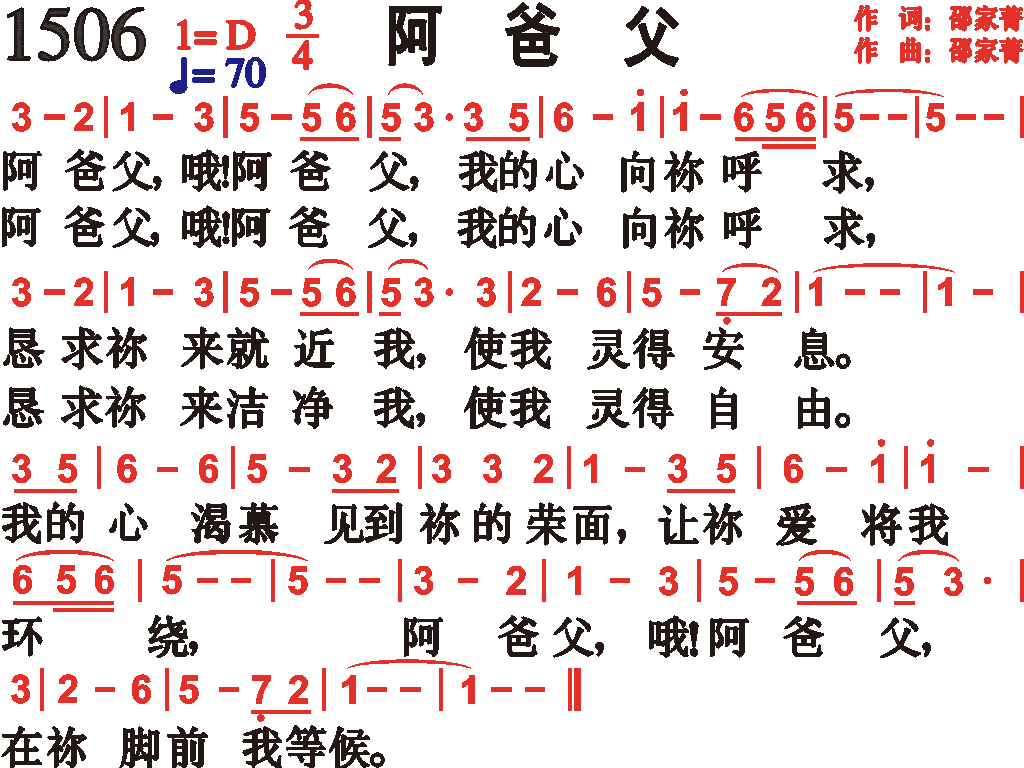 1506 1=D 3/4 阿爸父 作 词：邵家菁
♩=70 作 曲：邵家菁
3 – 2 | 1 – 3 | 5 – 5 6 | 5 3 · 3 5 | 6 – 1 | 1 – 6 5 6 | 5 – – | 5 – – |
阿 爸父，哦!阿 爸 父，我的心 向祢 呼 求，
阿 爸父，哦!阿 爸 父，我的心 向祢 呼 求，
3 – 2 | 1 – 3 | 5 – 5 6 | 5 3 · 3 | 2 – 6 | 5 – 7 2 | 1 – – | 1 – |
恳 求祢 来就 近 我，使我 灵得 安 息。
恳 求祢 来洁 净 我，使我 灵得 自 由。
3 5 | 6 – 6 | 5 – 3 2 | 3 3 2 | 1 – 3 5 | 6 – 1 | 1 – |
我的 心 渴慕 见到 祢的 荣面，让祢 爱 将我
6 5 6 | 5 – – | 5 – – | 3 – 2 | 1 – 3 | 5 – 5 6 | 5 3 · |
环 绕， 阿 爸父，哦!阿 爸 父，
3 | 2 – 6 | 5 – 7 2 | 1 – – | 1 – – ‖
在祢 脚前 我等候。